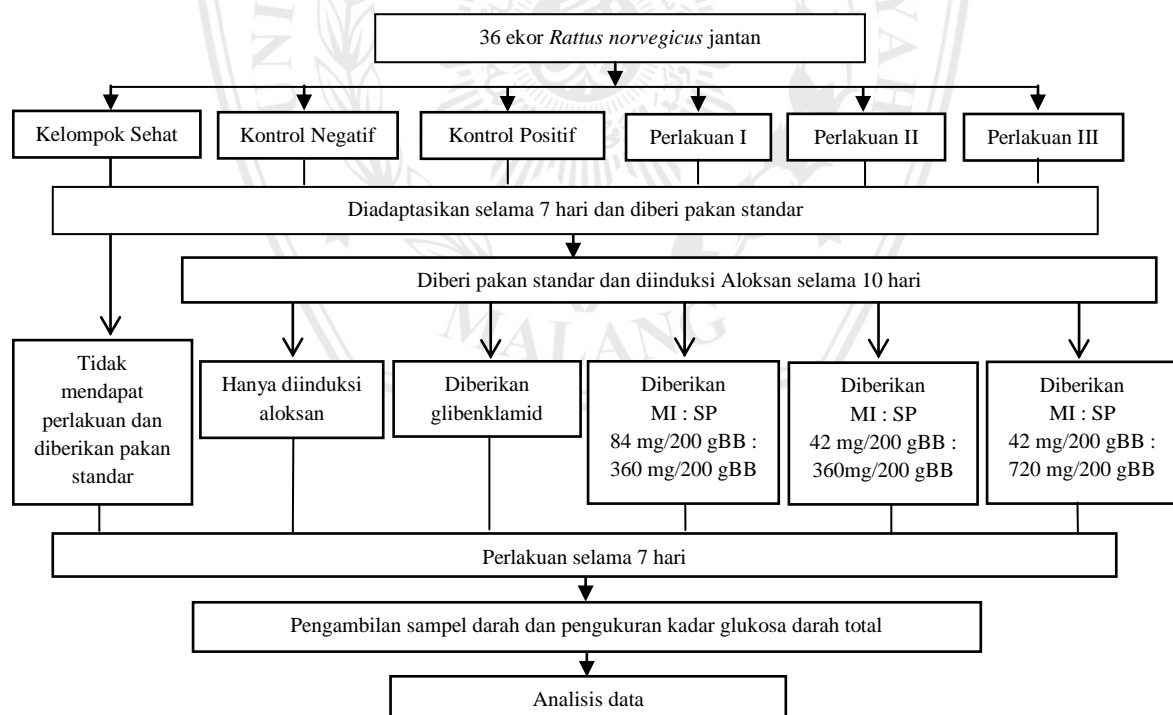 36 ekor Rattus norvegicus jantan
Kelompok Sehat
Kontrol Negatif
Kontrol Positif
Perlakuan I
Perlakuan II
Perlakuan III
Diadaptasikan selama 7 hari dan diberi pakan standar
Diberi pakan standar dan diinduksi Aloksan selama 10 hari
MALANG
Tidak
mendapat
perlakuan dan
diberikan pakan
standar
Hanya diinduksi
aloksan
Diberikan
glibenklamid
Diberikan
MI : SP
84 mg/200 gBB :
360 mg/200 gBB
Diberikan
MI : SP
42 mg/200 gBB :
360mg/200 gBB
Diberikan
MI : SP
42 mg/200 gBB :
720 mg/200 gBB
Perlakuan selama 7 hari
Pengambilan sampel darah dan pengukuran kadar glukosa darah total
Analisis data